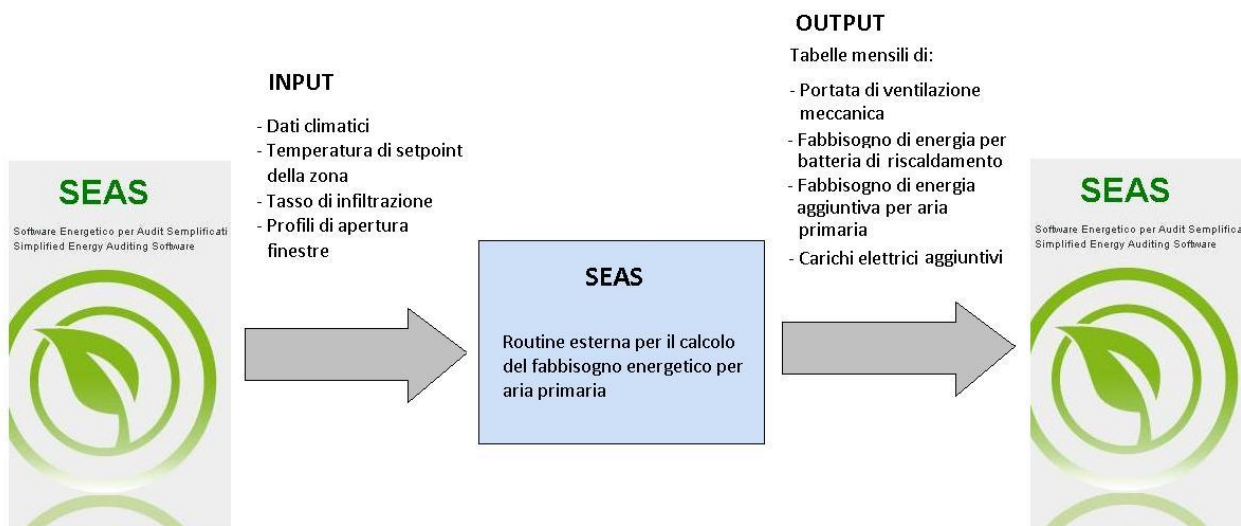 SEAS
Software Energetico per Audit Semplificati
Simplified Energy Auditing Software
INPUT
- Dati climatici
- Temperatura di setpoint
della zona
- Tasso di infiltrazione
- Profili di apertura
finestre
SEAS
Routine esterna per il calcolo
del fabbisogno energetico per
aria primaria
OUTPUT
Tabelle mensili di:
- Portata di ventilazione
meccanica
- Fabbisogno di energia per
batteria di riscaldamento
- Fabbisogno di energia
aggiuntiva per aria
primaria
- Carichi elettrici aggiuntivi
SEAS
Software Energetico per Audit Semplifica
Simplified Energy Auditing Software